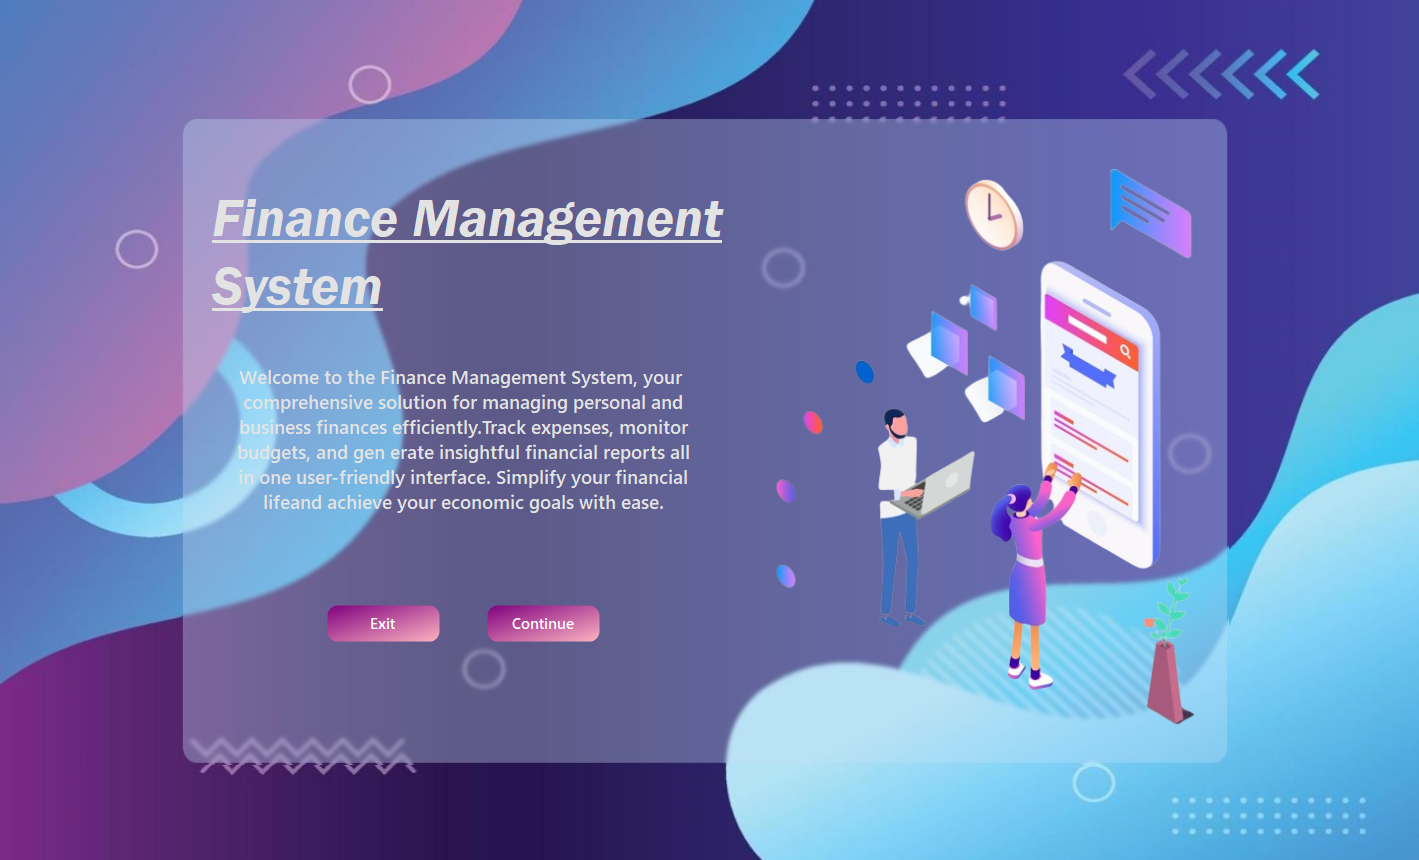 Finance Management
System
Welcome to the Finance Management System, your
comprehensive solution for managing personal and
business finances efficiently.Track expenses, monitor
budgets, and gen erate insightful financial reports all
in one user-friendly interface. Simplify your financial
lifeand achieve your economic goals with ease.
Exit
Continue